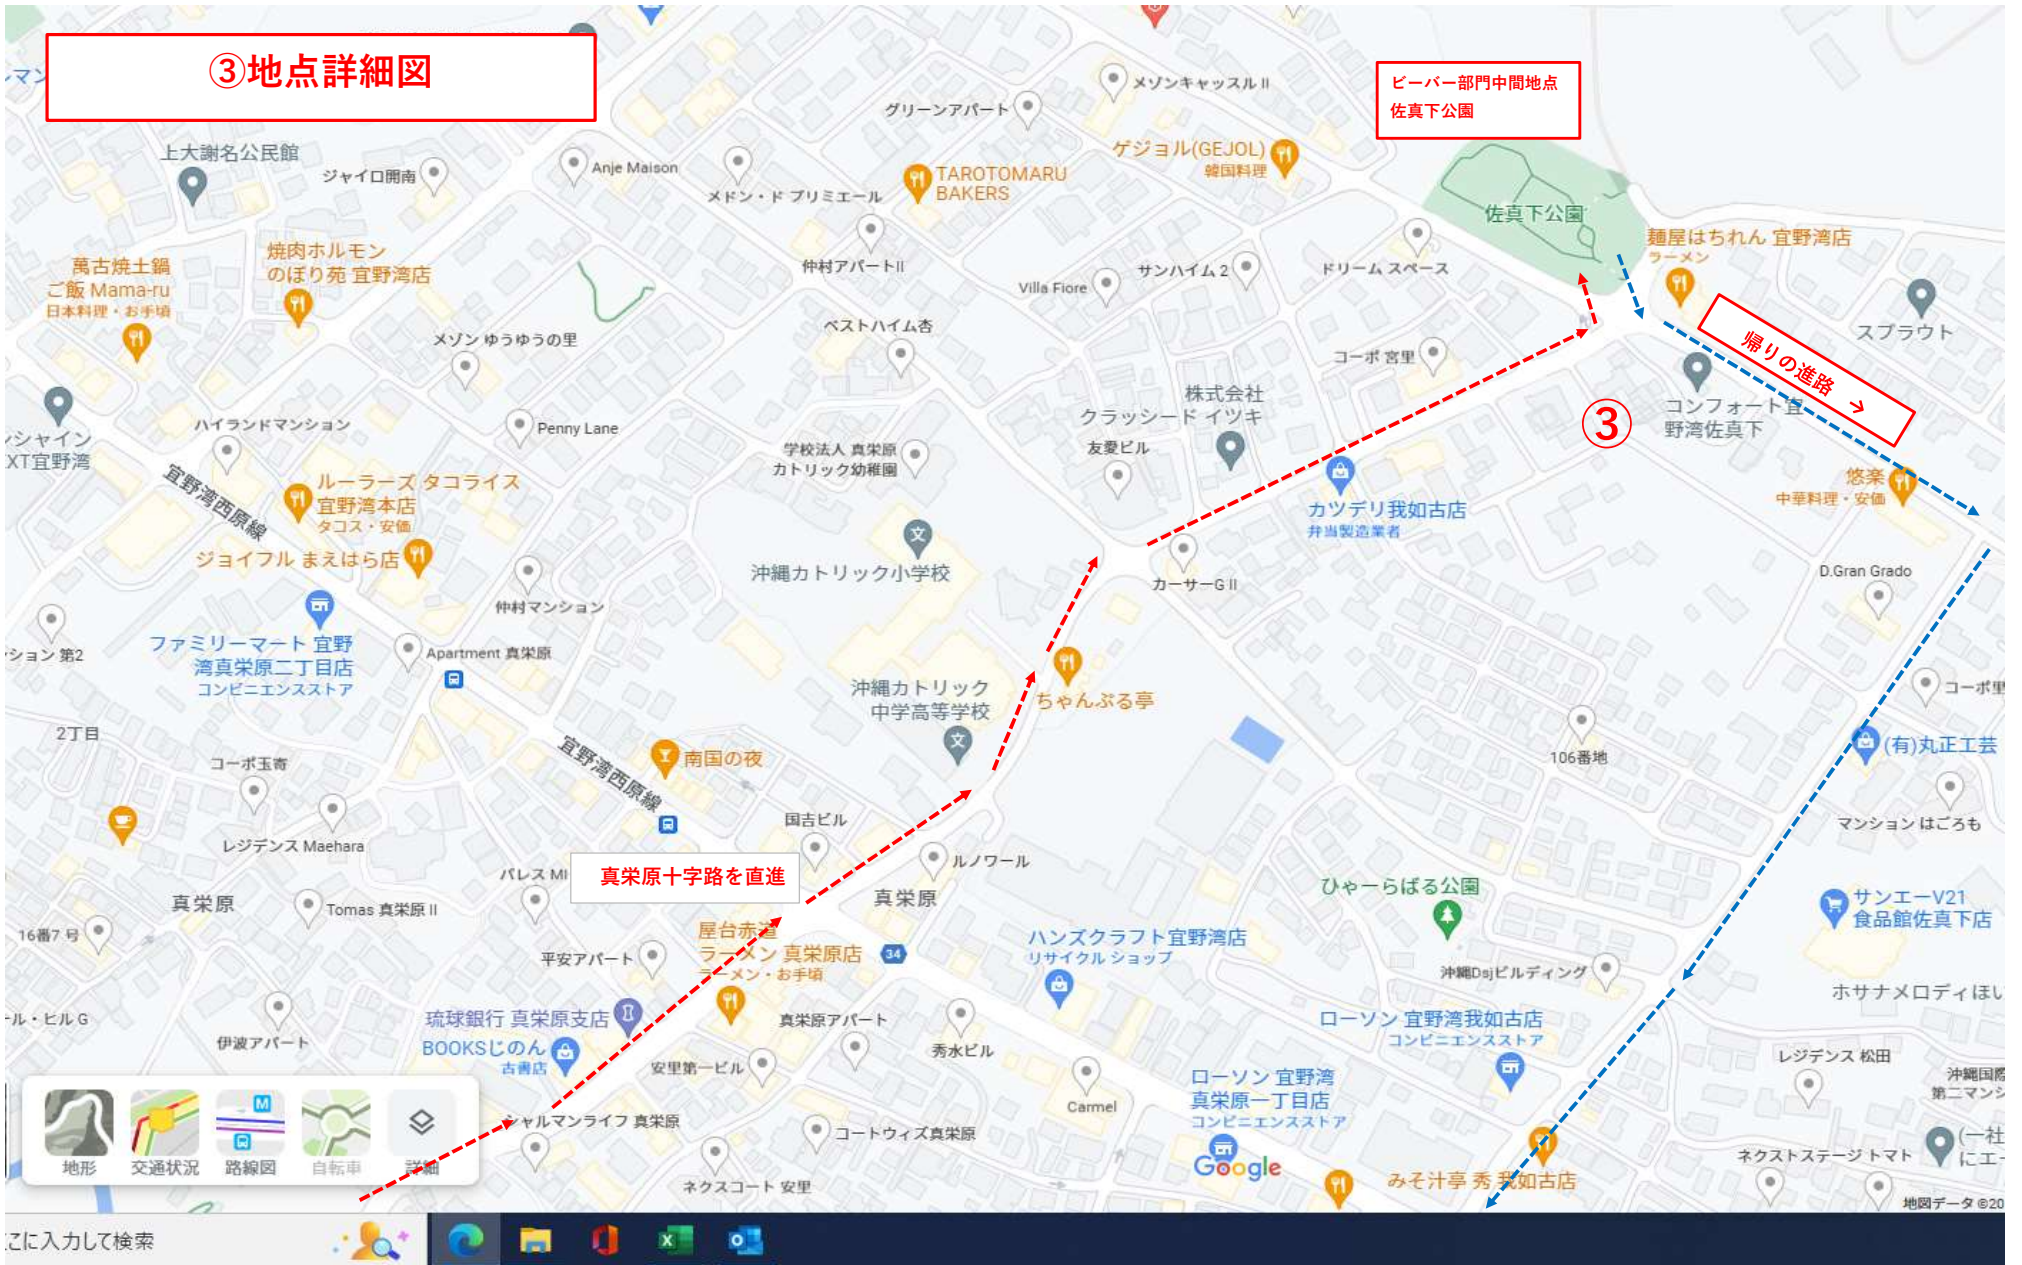 ③地点詳細図
ビーバー部門中間地点
佐真下公園
メゾンキャッスルⅡ
グリーンアパート
上大謝名公民館
ジャイロ開南
Anje Maison
メドン・ド プリミエール
TAROTOMARU
BAKERS
ゲジョル(GEJOL)
韓国料理
佐真下公園
麺屋はちれん 宜野湾店
ラーメン
焼肉ホルモン
のぼり苑 宜野湾店
萬古焼土鍋
ご飯 Mama-ru
日本料理・お手頃
仲村アパートII
Villa Fiore
サンハイム 2
ドリーム スペース
スプラウト
帰りの進路 →
メゾン ゆうゆうの里
ベストハイム杏
コーポ 宮里
株式会社
クラッシード イツキ
コンフォート宜
野湾佐真下
③
ハイランドマンション
Penny Lane
シャイン
XT宜野湾
学校法人 真栄原
カトリック幼稚園
友愛ビル
宜野湾西原線
ルーラーズ タコライス
宜野湾本店
タコス・安価
カツデリ我如古店
弁当製造業者
悠楽
中華料理・安価
ジョイフル まえはら店
沖縄カトリック小学校
カーサーG II
D.Gran Grado
仲村マンション
ション 第2
ファミリーマート 宜野
湾真栄原二丁目店
コンビニエンスストア
Apartment 真栄原
沖縄カトリック
中学高等学校
ちゃんぷる亭
コーポ里
2丁目
宜野湾西原線
南国の夜
106番地
(有)丸正工芸
コーポ玉寄
国吉ビル
マンション はごろも
レジデンス Maehara
パレス MI
真栄原十字路を直進
ルノワール
真栄原
真栄原
Tomas 真栄原 II
ひゃーらばる公園
サンエーV21
食品館佐真下店
16番7 号
平安アパート
屋台赤道
ラーメン 真栄原店
ラーメン・お手頃
34
ハンズクラフト宜野湾店
リサイクル ショップ
沖縄Dsjビルディング
ホサナメロディほい
ール・ヒル G
伊波アパート
琉球銀行 真栄原支店
BOOKSじのん
古書店
真栄原アパート
秀水ビル
安里第一ビル
ローソン 宜野湾我如古店
コンビニエンスストア
レジデンス 松田
沖縄国際
第二マンシ
ローソン 宜野湾
真栄原一丁目店
コンビニエンスストア
Carmel
シャルマンライフ 真栄原
コートウィズ真栄原
(一社
にエー
ネクストステージ トマト
地形
交通状況
路線図
自転車
詳細
ネクスコート 安里
Google
みそ汁亭 秀 我如古店
地図データ ©20
こに入力して検索